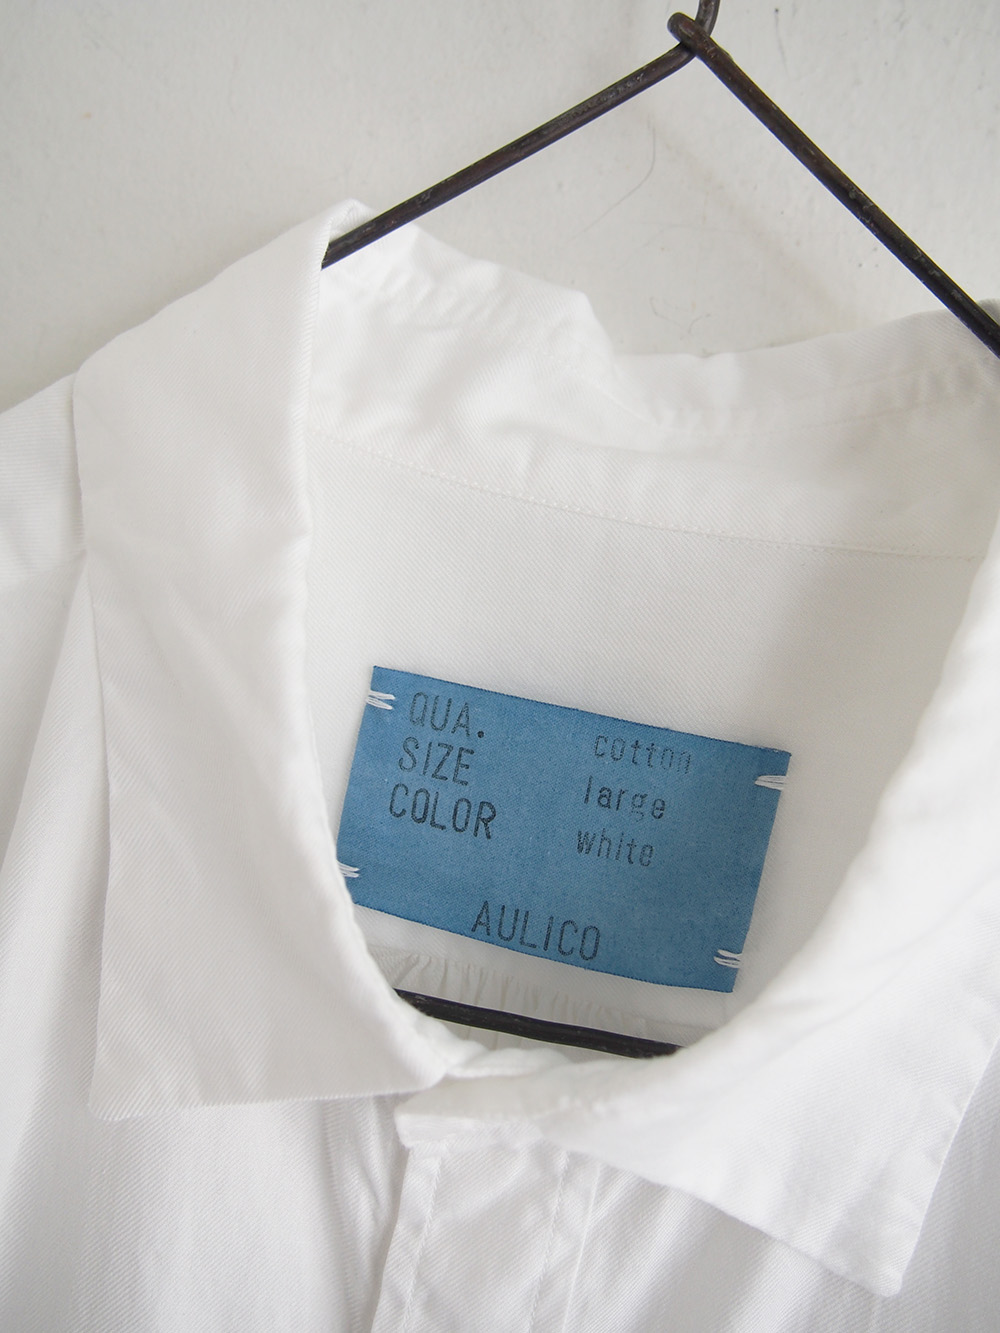 QUA. cotton
SIZE large
COLOR white
AULICO